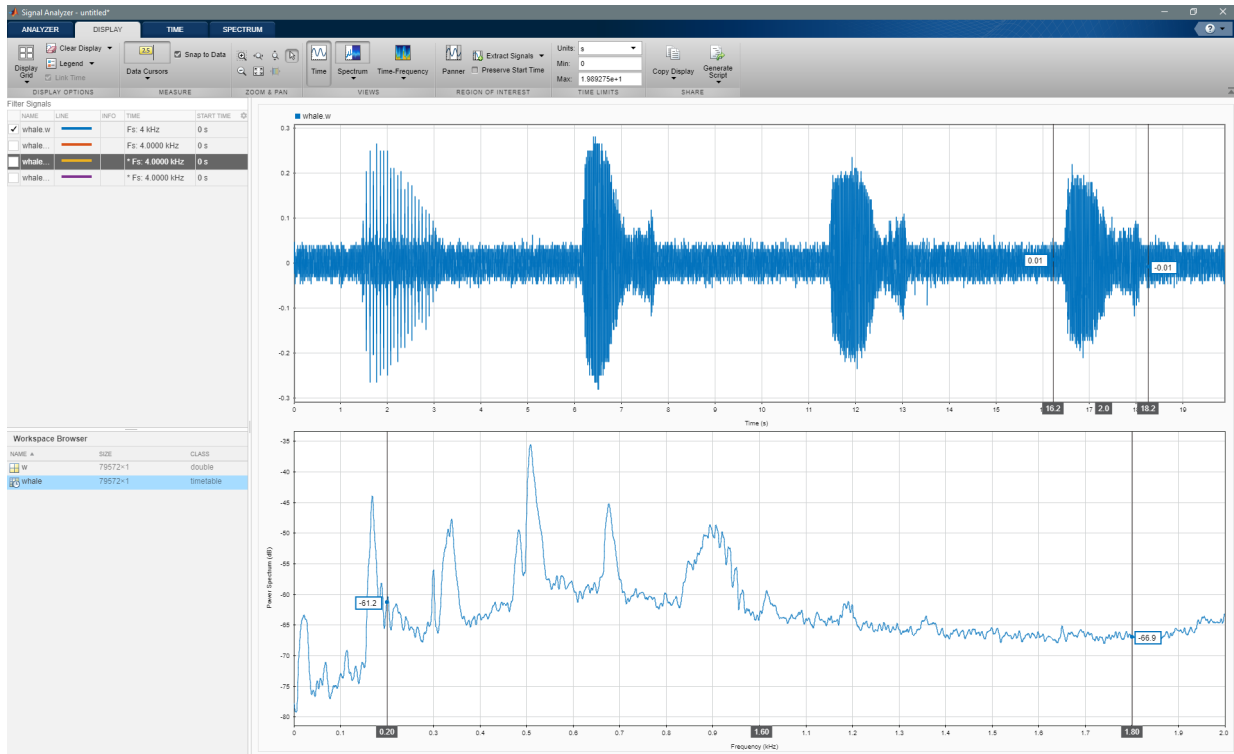 Signal Analyzer - untitled*
ANALYZER DISPLAY TIME SPECTRUM
Display Grid
Clear Display
Legend
Link Time
DISPLAY OPTIONS
2.5
Data Cursors
Snap to Data
MEASURE
ZOOM & PAN
Time
Spectrum
Time-Frequency
VIEWS
Panner
Extract Signals
Preserve Start Time
REGION OF INTEREST
Units: s
Min: 0
Max: 1.989275e+1
TIME LIMITS
Copy Display
Generate Script
SHARE
Filter Signals
NAME LINE INFO TIME START TIME
whale.w Fs: 4 kHz 0 s
whale... Fs: 4.0000 kHz 0 s
whale... * Fs: 4.0000 kHz 0 s
whale... * Fs: 4.0000 kHz 0 s
Workspace Browser
NAME SIZE CLASS
w 79572×1 double
whale 79572×1 timetable
whale.w
0.3
0.2
0.1
0
-0.1
-0.2
-0.3
0.01
-0.01
0 1 2 3 4 5 6 7 8 9 10 11 12 13 14 15 16.2 17 2.0 18.2 19
Time (s)
-35
-40
-45
-50
-55
-60
-65
-70
-75
-80
Power Spectrum (dB)
-61.2
-66.9
0 0.1 0.20 0.3 0.4 0.5 0.6 0.7 0.8 0.9 1.60 1.1 1.2 1.3 1.4 1.5 1.6 1.7 1.80 1.9 2.0
Frequency (kHz)